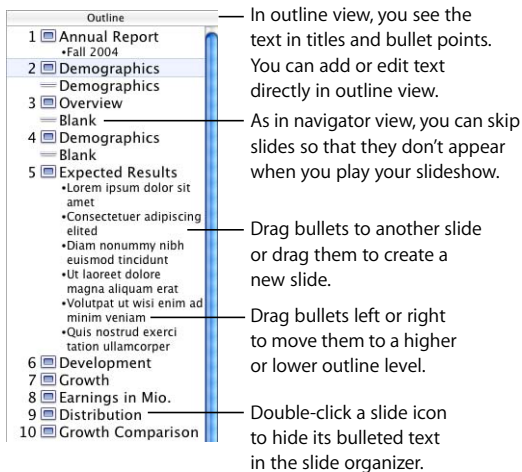 Outline
1 Annual Report
•Fall 2004
2 Demographics
Demographics
3 Overview
Blank
4 Demographics
Blank
5 Expected Results
•Lorem ipsum dolor sit
amet
•Consectetuer adipiscing
elited
•Diam nonummy nibh
euismod tincidunt
•Ut laoreet dolore
magna aliquam erat
•Volutpat ut wisi enim ad
minim veniam
•Quis nostrud exerci
tation ullamcorper
6 Development
7 Growth
8 Earnings in Mio.
9 Distribution
10 Growth Comparison
In outline view, you see the
text in titles and bullet points.
You can add or edit text
directly in outline view.
As in navigator view, you can skip
slides so that they don't appear
when you play your slideshow.
Drag bullets to another slide
or drag them to create a
new slide.
Drag bullets left or right
to move them to a higher
or lower outline level.
Double-click a slide icon
to hide its bulleted text
in the slide organizer.